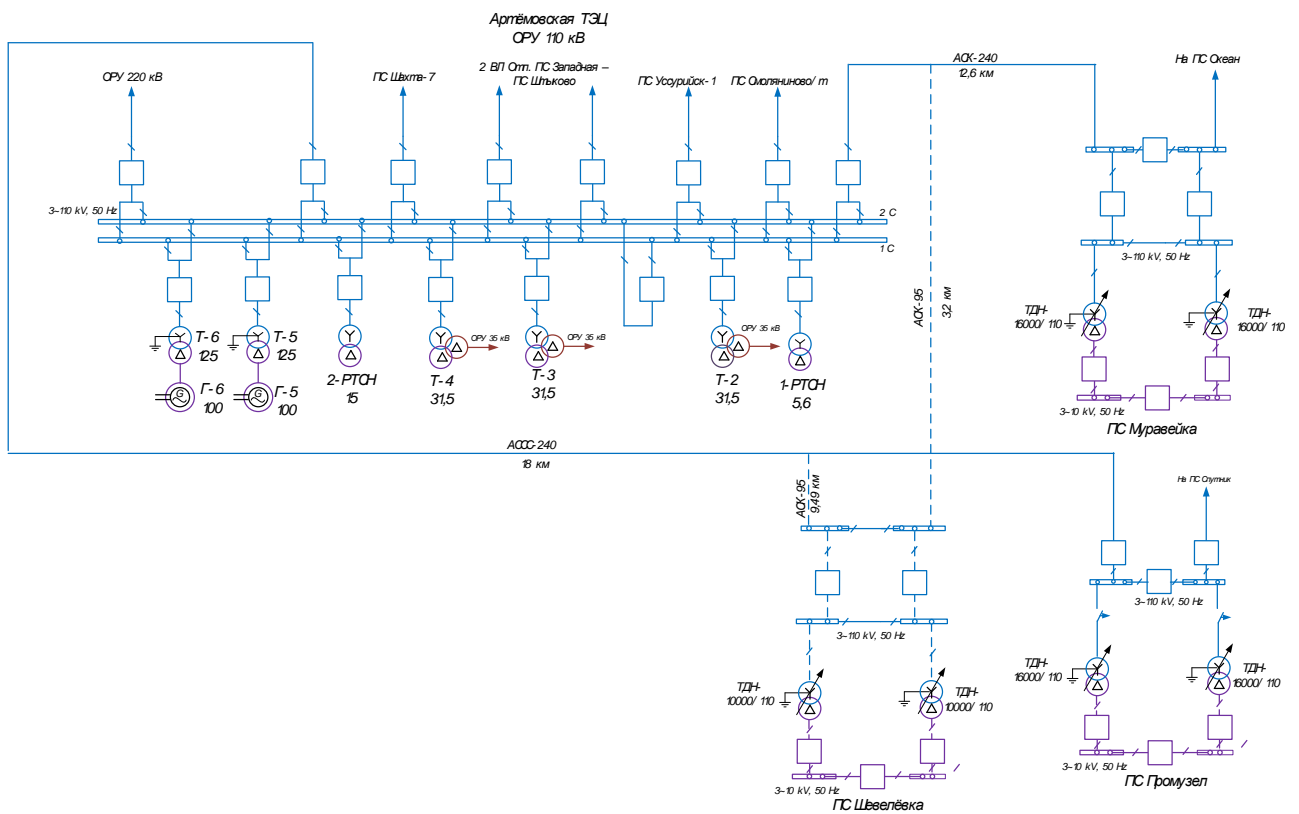 Артёмовская ТЭЦ
ОРУ 110 кВ
ОРУ 220 кВ
ПС Шахта-7
2 ВЛ Отп. ПС Западная –
ПС Штыково
ПС Уссурийск-1
ПС Смоляниново/т
АСК-240
12,6 км
На ПС Океан
3~110 kV, 50 Hz
2 С
1 С
3~110 kV, 50 Hz
АСК-95
3,2 км
Т-6
125
Т-5
125
Г-6
100
Г-5
100
2-РТСН
15
ОРУ 35 кВ
Т-4
31,5
ОРУ 35 кВ
Т-3
31,5
ОРУ 35 кВ
Т-2
31,5
1-РТСН
5,6
ТДН-
16000/110
ТДН-
16000/110
3~10 kV, 50 Hz
ПС Муравейка
АССС-240
18 км
АСК-95
9,49 км
На ПС Спутник
3~110 kV, 50 Hz
3~110 kV, 50 Hz
ТДН-
10000/110
ТДН-
10000/110
ТДН-
16000/110
ТДН-
16000/110
3~10 kV, 50 Hz
ПС Шевелёвка
3~10 kV, 50 Hz
ПС Промузел